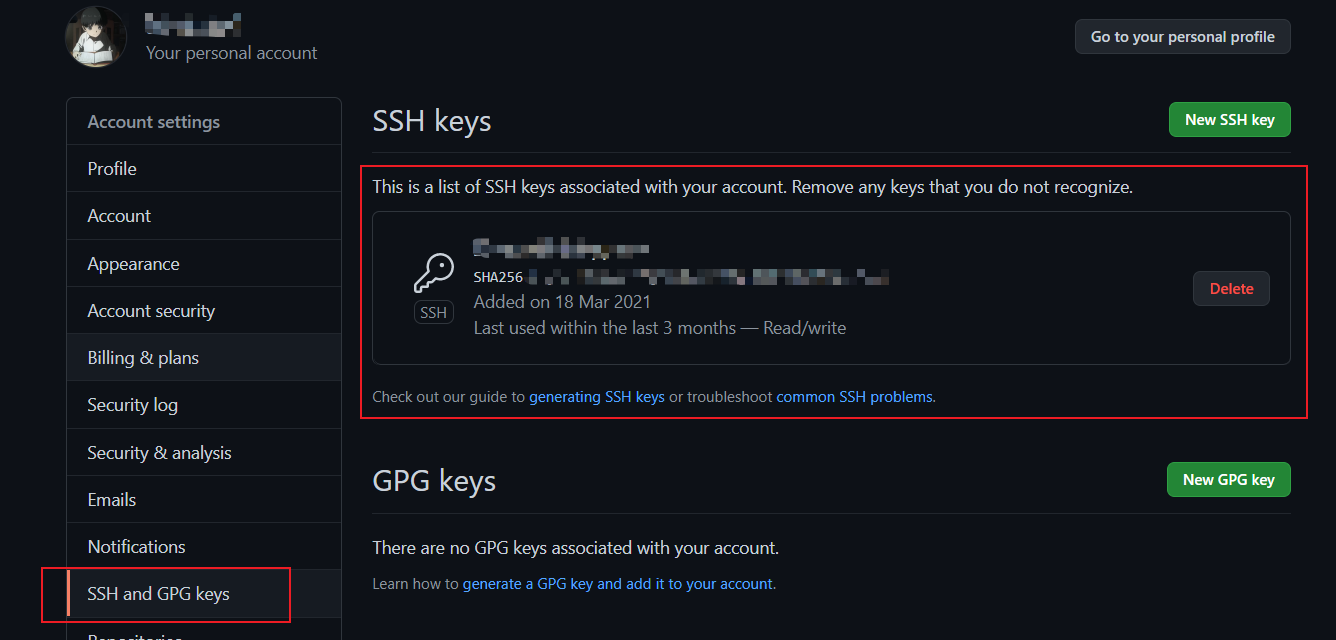 Your personal account
Go to your personal profile
Account settings
Profile
Account
Appearance
Account security
Billing & plans
Security log
Security & analysis
Emails
Notifications
SSH and GPG keys
Repositories
SSH keys
New SSH key
This is a list of SSH keys associated with your account. Remove any keys that you do not recognize.
SSH
SHA256
Added on 18 Mar 2021
Last used within the last 3 months — Read/write
Delete
Check out our guide to generating SSH keys or troubleshoot common SSH problems.
GPG keys
New GPG key
There are no GPG keys associated with your account.
Learn how to generate a GPG key and add it to your account.